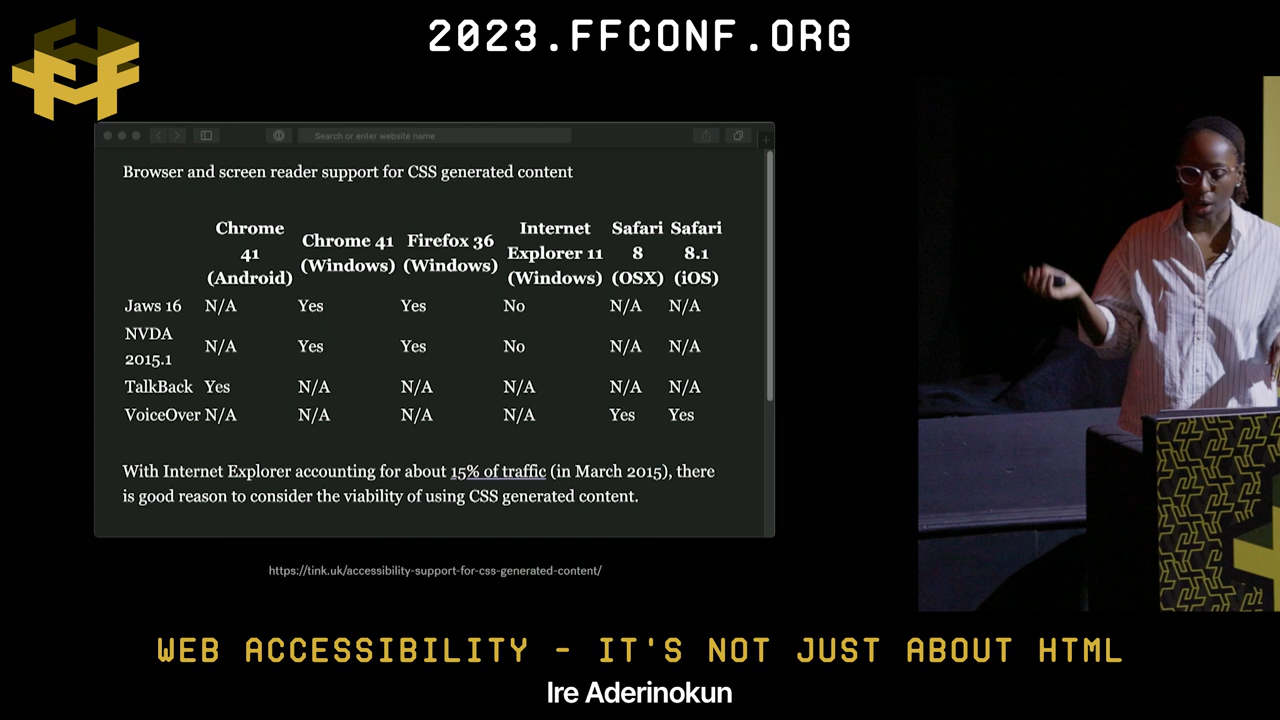 2023.FFCONF.ORG
Search or enter website name
Browser and screen reader support for CSS generated content
Chrome 41 (Android) Chrome 41 (Windows) Firefox 36 (Windows) Internet Explorer 11 (Windows) Safari 8 (OSX) Safari 8.1 (iOS)
Jaws 16 N/A Yes Yes No N/A N/A
NVDA 2015.1 N/A Yes Yes No N/A N/A
TalkBack Yes N/A N/A N/A N/A N/A
VoiceOver N/A N/A N/A N/A Yes Yes
With Internet Explorer accounting for about 15% of traffic (in March 2015), there
is good reason to consider the viability of using CSS generated content.
https://tink.uk/accessibility-support-for-css-generated-content/
WEB ACCESSIBILITY - IT'S NOT JUST ABOUT HTML
Ire Aderinokun